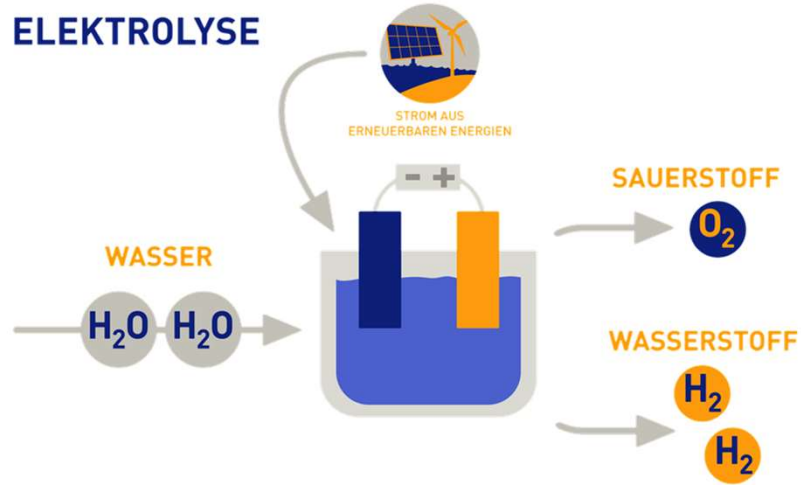 ELEKTROLYSE
STROM AUS
ERNEUERBAREN ENERGIEN
- +
SAUERSTOFF
O₂
WASSER
H₂O H₂O
WASSERSTOFF
H₂
H₂